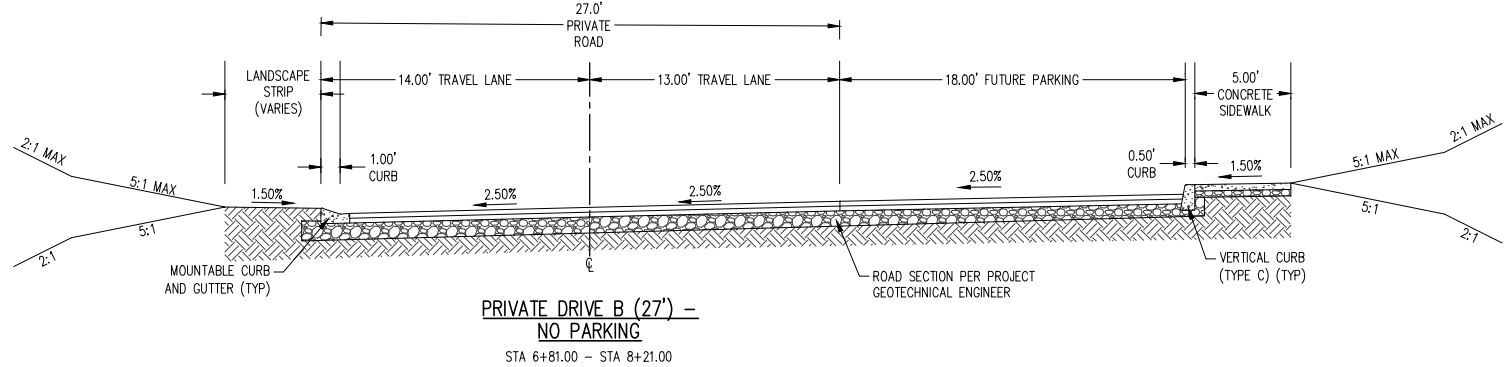 27.0'
PRIVATE
ROAD
LANDSCAPE
STRIP
(VARIES)
14.00' TRAVEL LANE
13.00' TRAVEL LANE
18.00' FUTURE PARKING
5.00'
CONCRETE
SIDEWALK
2:1 MAX
5:1 MAX
5:1
2:1
1.50%
1.00'
CURB
2.50%
2.50%
2.50%
0.50'
CURB
1.50%
5:1 MAX
2:1 MAX
5:1
2:1
MOUNTABLE CURB
AND GUTTER (TYP)
ROAD SECTION PER PROJECT
GEOTECHNICAL ENGINEER
VERTICAL CURB
(TYPE C) (TYP)
℄
PRIVATE DRIVE B (27') –
NO PARKING
STA 6+81.00 – STA 8+21.00